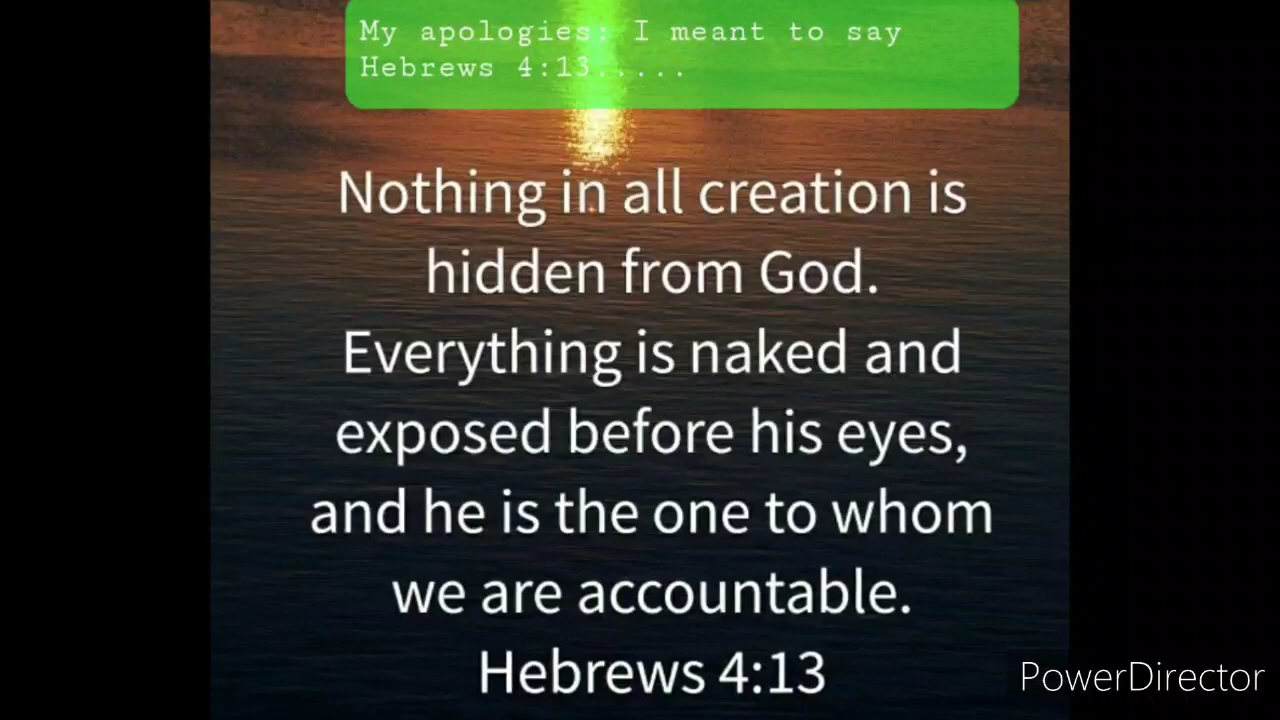 My apologies: I meant to say
Hebrews 4:13.....
Nothing in all creation is
hidden from God.
Everything is naked and
exposed before his eyes,
and he is the one to whom
we are accountable.
Hebrews 4:13
PowerDirector